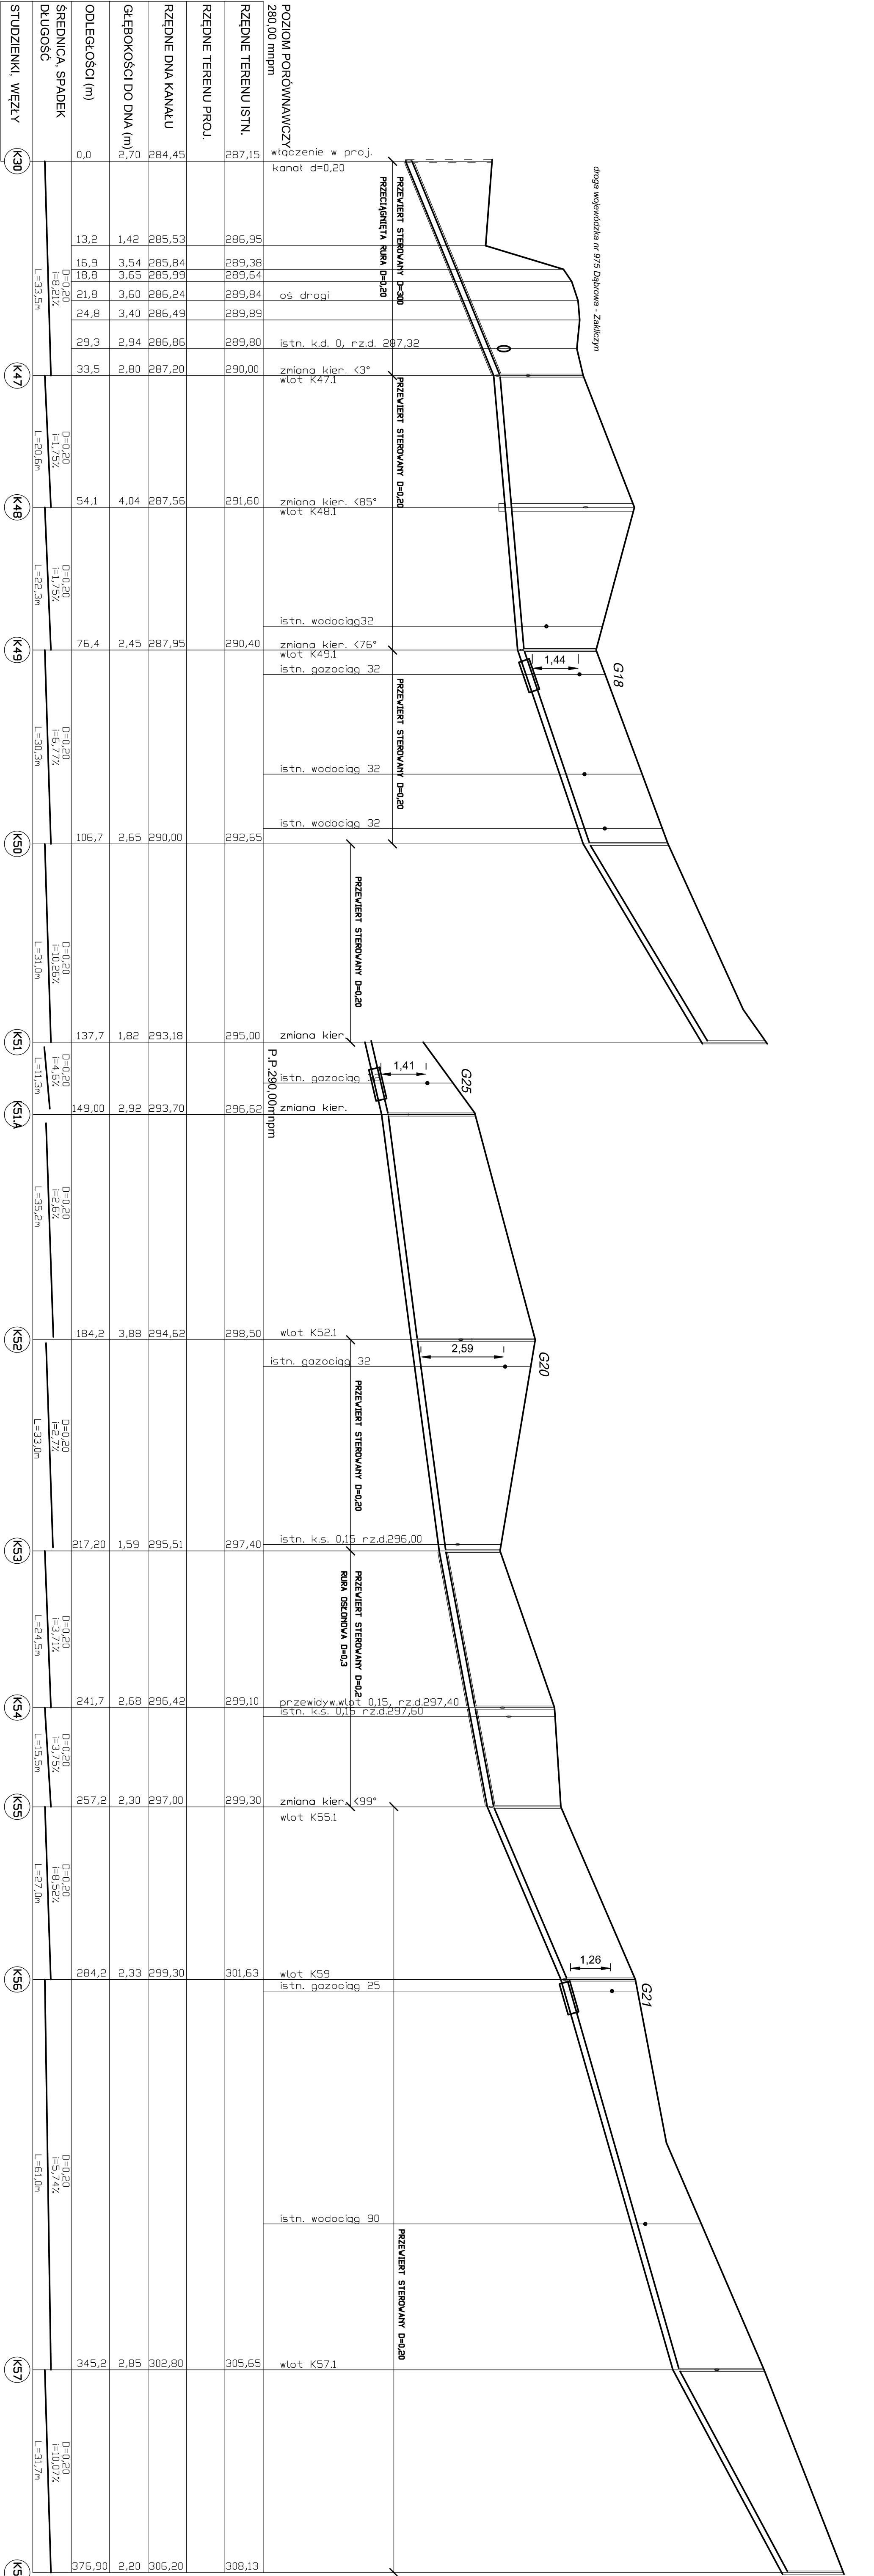 droga wojewódzka nr 975 Dąbrowa - Zakliczyn
PRZEWIERT STEROWANY D=300
PRZECIĄGNIĘTA RURA D=0,20
PRZEWIERT STEROWANY D=0,20
PRZEWIERT STEROWANY D=0,20
PRZEWIERT STEROWANY D=0,20
PRZEWIERT STEROWANY D=0,20
PRZEWIERT STEROWANY D=0,2
RURA OSŁONOWA D=0,3
PRZEWIERT STEROWANY D=0,20
G18
1,44
G25
1,41
G20
2,59
G21
1,26
POZIOM PORÓWNAWCZY
280,00 mnpm
P.P.290,00mnpm
włączenie w proj.
kanał d=0,20
oś drogi
istn. k.d. 0, rz.d. 287,32
zmiana kier. <3°
wlot K47.1
zmiana kier. <85°
wlot K48.1
istn. wodociąg32
zmiana kier. <76°
wlot K49.1
istn. gazociąg 32
istn. wodociąg 32
istn. wodociąg 32
zmiana kier.
istn. gazociąg
zmiana kier.
wlot K52.1
istn. gazociąg 32
istn. k.s. 0,15 rz.d.296,00
przewidyw.wlot 0,15, rz.d.297,40
istn. k.s. 0,15 rz.d.297,60
zmiana kier. <99°
wlot K55.1
wlot K59
istn. gazociąg 25
istn. wodociąg 90
wlot K57.1
RZĘDNE TERENU ISTN.
287,15 286,95 289,38 289,64 289,84 289,89 289,80 290,00 291,60 290,40 292,65 295,00 296,62 298,50 297,40 299,10 299,30 301,63 305,65 308,13
RZĘDNE TERENU PROJ.
RZĘDNE DNA KANAŁU
284,45 285,53 285,84 285,99 286,24 286,49 286,86 287,20 287,56 287,95 290,00 293,18 293,70 294,62 295,51 296,42 297,00 299,30 302,80 306,20
GŁĘBOKOŚCI DO DNA (m)
2,70 1,42 3,54 3,65 3,60 3,40 2,94 2,80 4,04 2,45 2,65 1,82 2,92 3,88 1,59 2,68 2,30 2,33 2,85 2,20
ODLEGŁOŚCI (m)
0,0 13,2 16,9 18,8 21,8 24,8 29,3 33,5 54,1 76,4 106,7 137,7 149,00 184,2 217,20 241,7 257,2 284,2 345,2 376,90
ŚREDNICA, SPADEK
DŁUGOŚĆ
D=0,20 D=0,20 D=0,20 D=0,20 D=0,20 D=0,20 D=0,20 D=0,20 D=0,20 D=0,20 D=0,20 D=0,20 D=0,20
i=8,21% i=1,75% i=1,75% i=6,77% i=10,26% i=4,6% i=2,6% i=2,7% i=3,71% i=3,75% i=8,52% i=5,74% i=10,07%
L=33,5m L=20,6m L=22,3m L=30,3m L=31,0m L=11,3m L=35,2m L=33,0m L=24,5m L=15,5m L=27,0m L=61,0m L=31,7m
STUDZIENKI, WĘZŁY
K30 K47 K48 K49 K50 K51 K51.A K52 K53 K54 K55 K56 K57